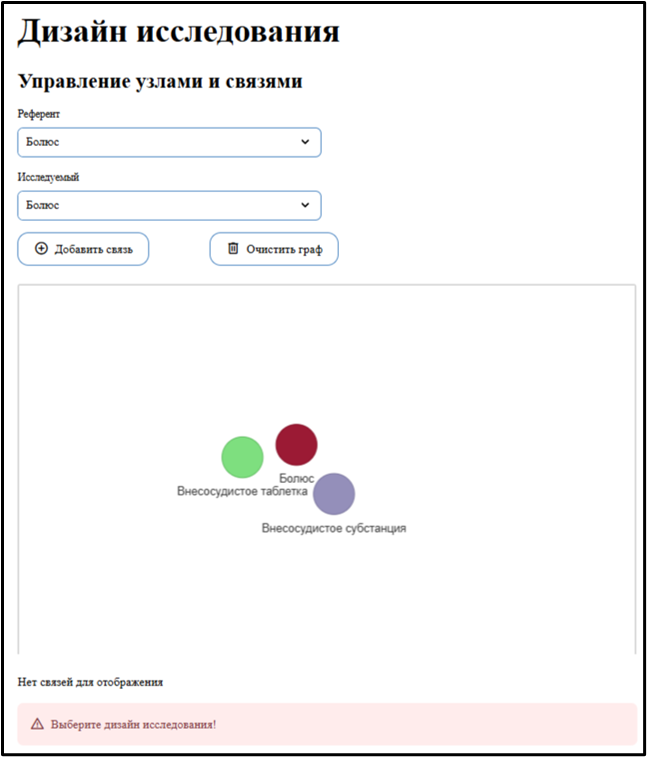 Дизайн исследования
Управление узлами и связями
Референт
Болюс
Исследуемый
Болюс
Добавить связь
Очистить граф
Болюс
Внесосудистое таблетка
Внесосудистое субстанция
Нет связей для отображения
Выберите дизайн исследования!